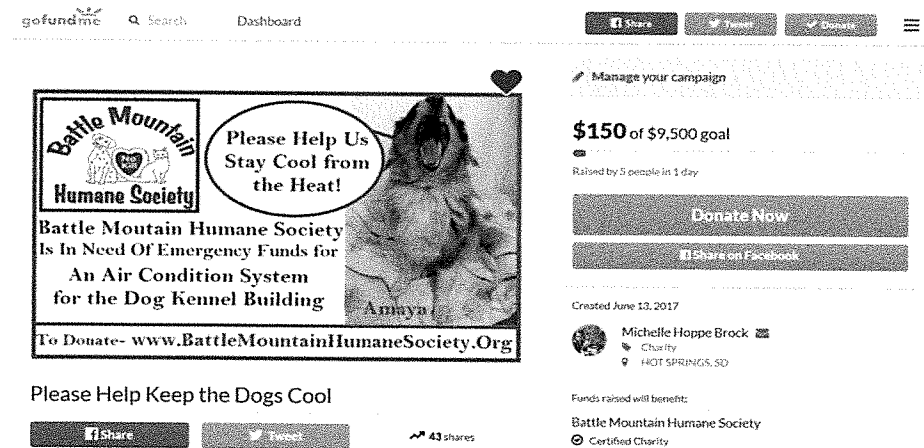 gofundme
Search
Dashboard
Share
Tweet
Donate
Battle Mountain
Humane Society
Please Help Us
Stay Cool from
the Heat!
Battle Moutain Humane Society
Is In Need Of Emergency Funds for
An Air Condition System
for the Dog Kennel Building
Amaya
To Donate- www.BattleMountainHumaneSociety.Org
Please Help Keep the Dogs Cool
Share
Tweet
43 shares
Manage your campaign
$150 of $9,500 goal
Raised by 5 people in 1 day
Donate Now
Share on Facebook
Created June 13, 2017
Michelle Hoppe Brock
Charity
HOT SPRINGS, SD
Funds raised will benefit:
Battle Mountain Humane Society
Certified Charity